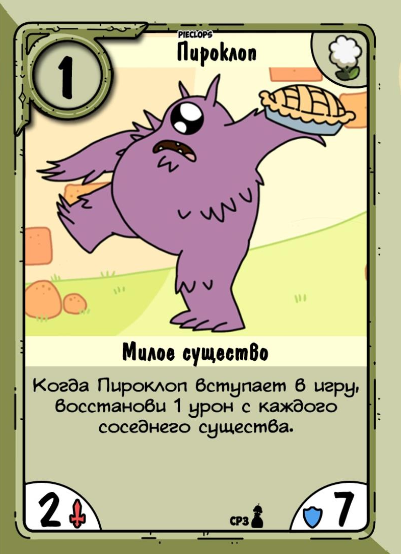 PIECLOPS
Пироклоп
1
Милое существо
Когда Пироклоп вступает в игру,
восстанови 1 урон с каждого
соседнего существа.
2
CP3
7